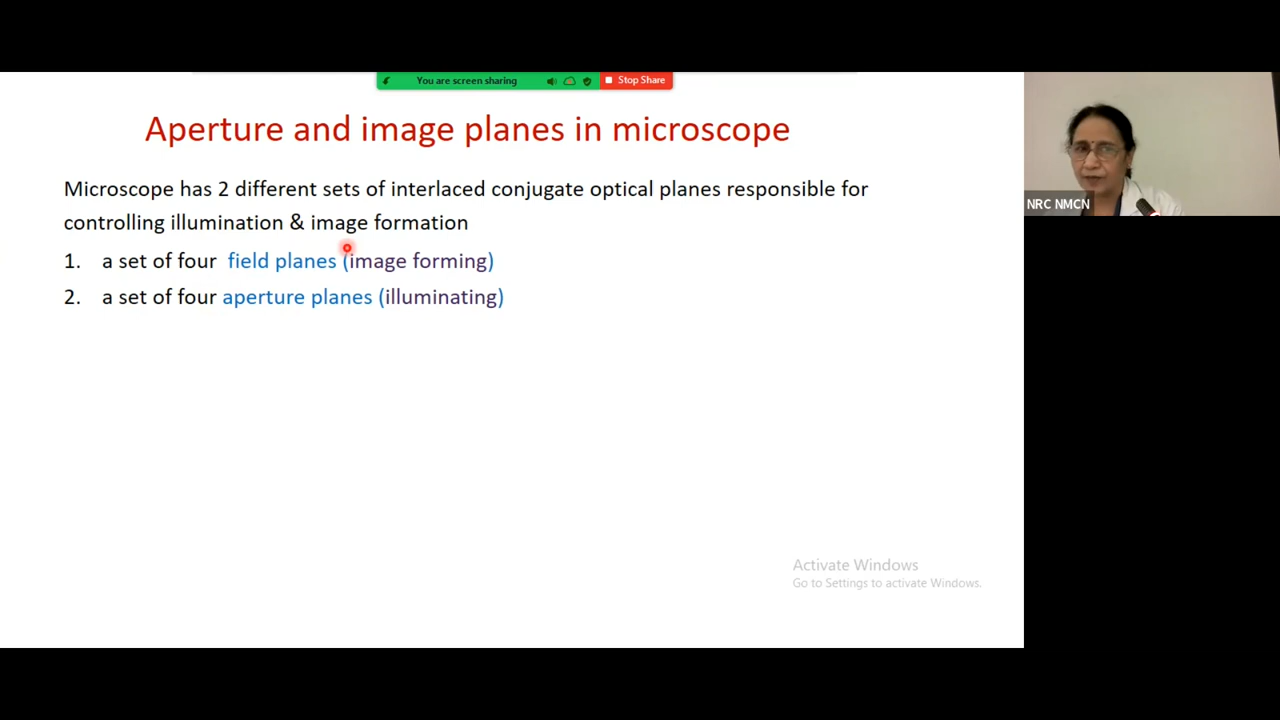 You are screen sharing
Stop Share
Aperture and image planes in microscope
Microscope has 2 different sets of interlaced conjugate optical planes responsible for
controlling illumination & image formation
1. a set of four field planes (image forming)
2. a set of four aperture planes (illuminating)
NRC NMCN
Activate Windows
Go to Settings to activate Windows.